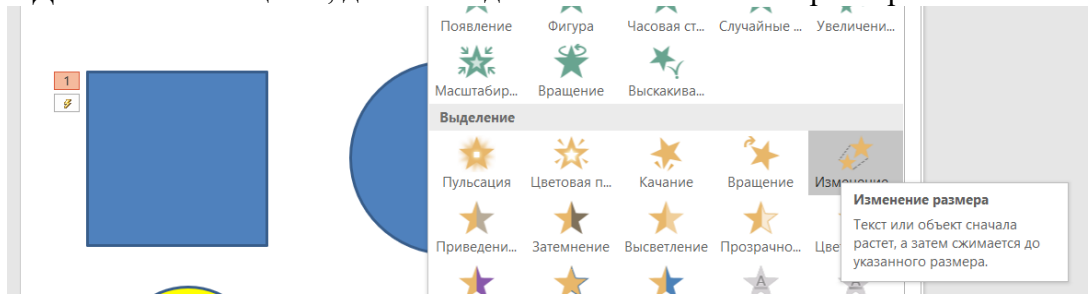 Появление Фигура Часовая ст... Случайные ... Увеличени...
1
Масштабир... Вращение Выскакива...
Выделение
Пульсация Цветовая п... Качание Вращение Изменение
Изменение размера
Текст или объект сначала
растет, а затем сжимается до
указанного размера.
Приведени... Затемнение Высветление Прозрачно... Цве